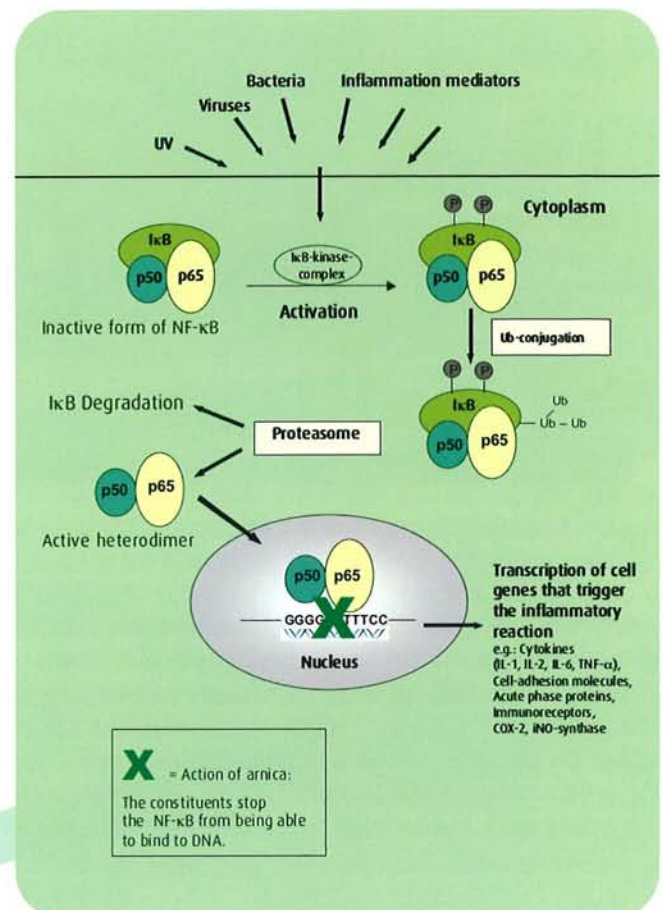 Bacteria
Inflammation mediators
Viruses
UV
Cytoplasm
P P
IκB
p50 p65
Inactive form of NF-κB
IκB-kinase-
complex
Activation
IκB
p50 p65
Ub-conjugation
P P
IκB
p50 p65
Ub
Ub – Ub
IκB Degradation
Proteasome
p50 p65
Active heterodimer
p50 p65
GGGG X TTTCC
Nucleus
Transcription of cell
genes that trigger
the inflammatory
reaction
e.g.: Cytokines
(IL-1, IL-2, IL-6, TNF-α),
Cell-adhesion molecules,
Acute phase proteins,
Immunoreceptors,
COX-2, iNO-synthase
X = Action of arnica:
The constituents stop
the NF-κB from being able
to bind to DNA.